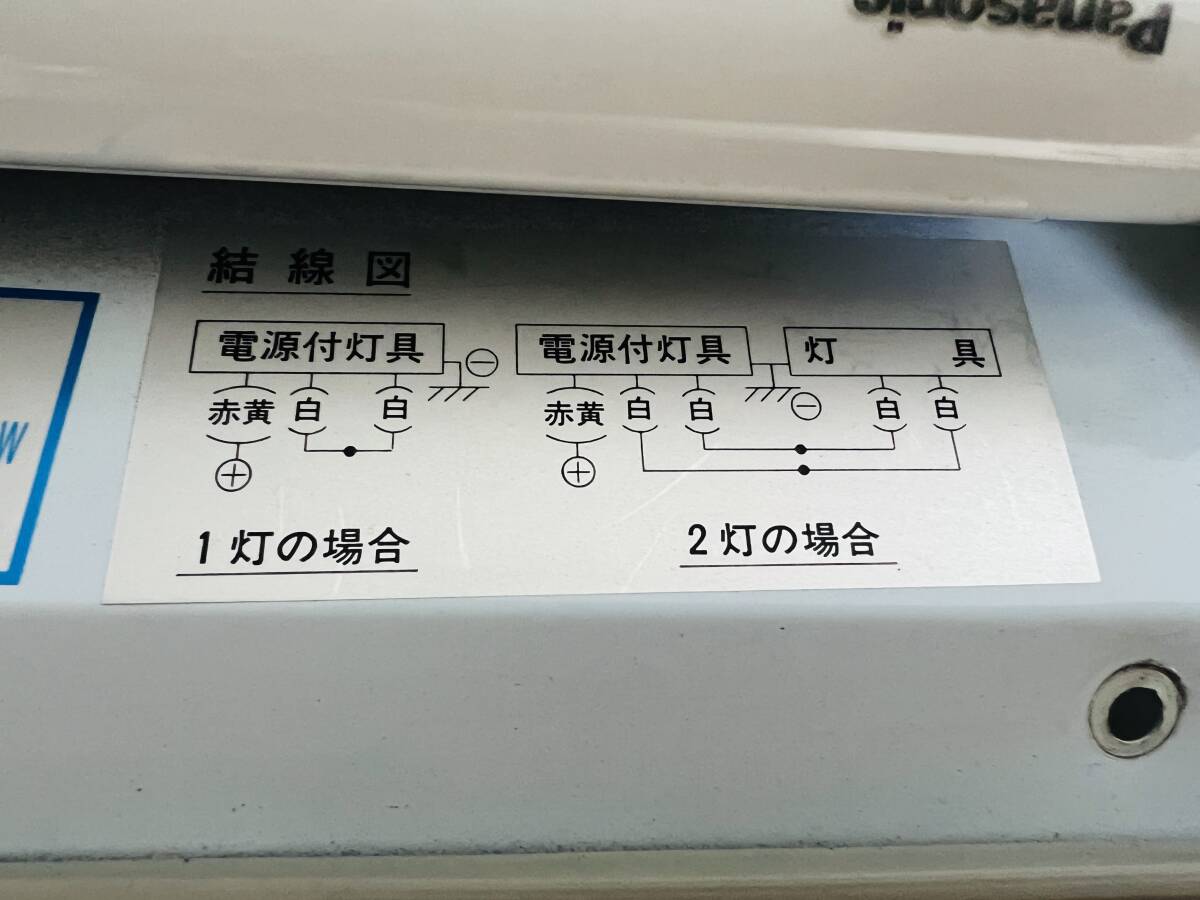 Panasonic
結線図
電源付灯具
⊖
赤黄 白 白
⊕
1灯の場合
電源付灯具 灯具
⊖
赤黄 白 白 白 白
⊕
2灯の場合
W